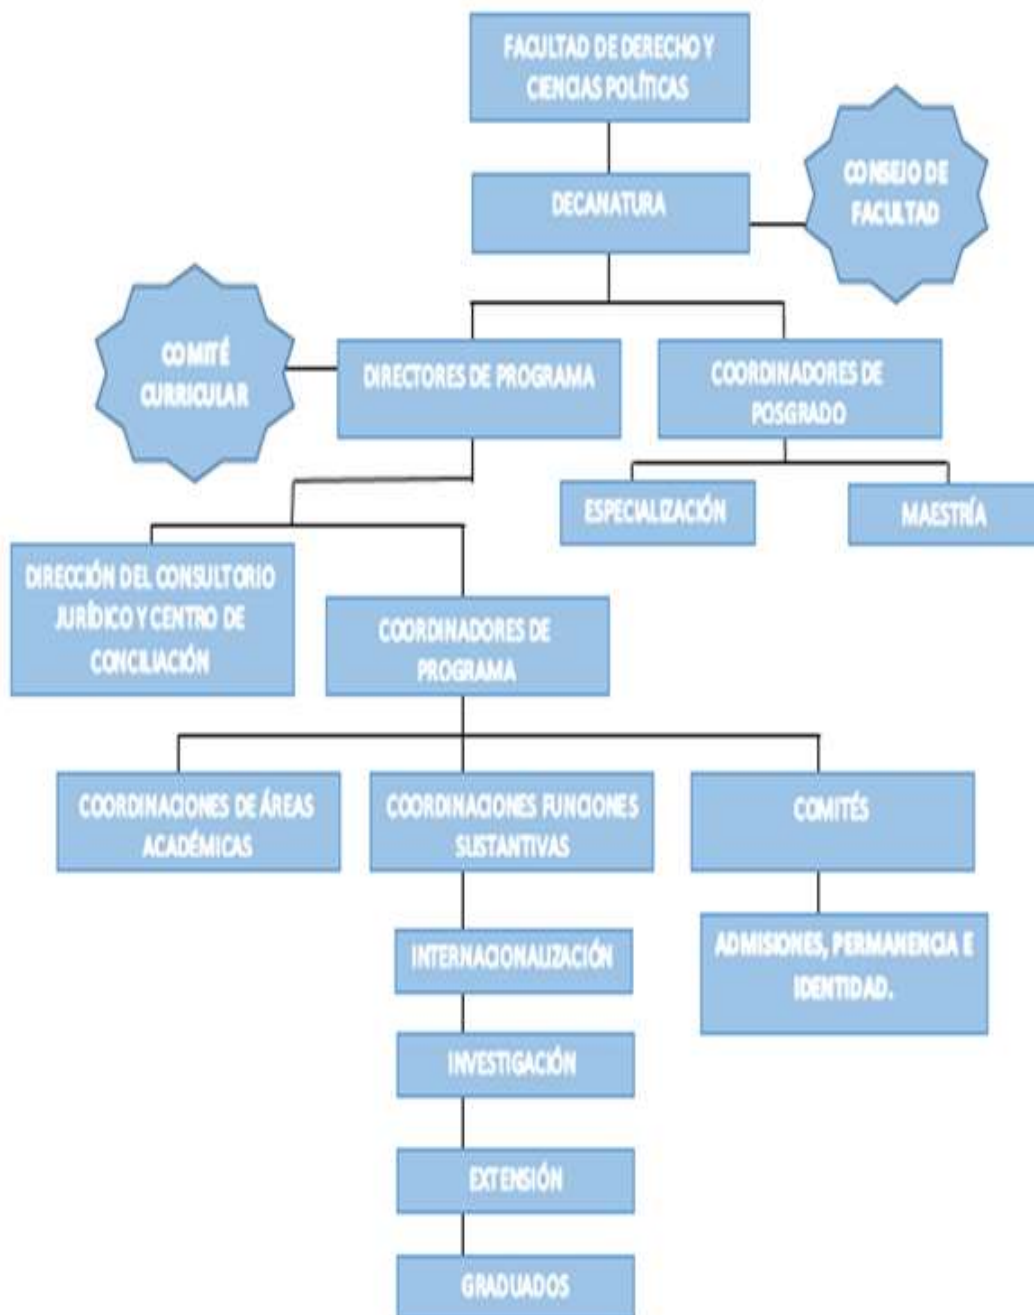 FACULTAD DE DERECHO Y
CIENCIAS POLÍTICAS
DECANATURA
CONSEJO DE
FACULTAD
COMITÉ
CURRICULAR
DIRECTORES DE PROGRAMA
COORDINADORES DE
POSGRADO
ESPECIALIZACIÓN
MAESTRÍA
DIRECCIÓN DEL CONSULTORIO
JURÍDICO Y CENTRO DE
CONCILIACIÓN
COORDINADORES DE
PROGRAMA
COORDINACIONES DE ÁREAS
ACADÉMICAS
COORDINACIONES FUNCIONES
SUSTANTIVAS
COMITÉS
INTERNACIONALIZACIÓN
ADMISIONES, PERMANENCIA E
IDENTIDAD.
INVESTIGACIÓN
EXTENSIÓN
GRADUADOS